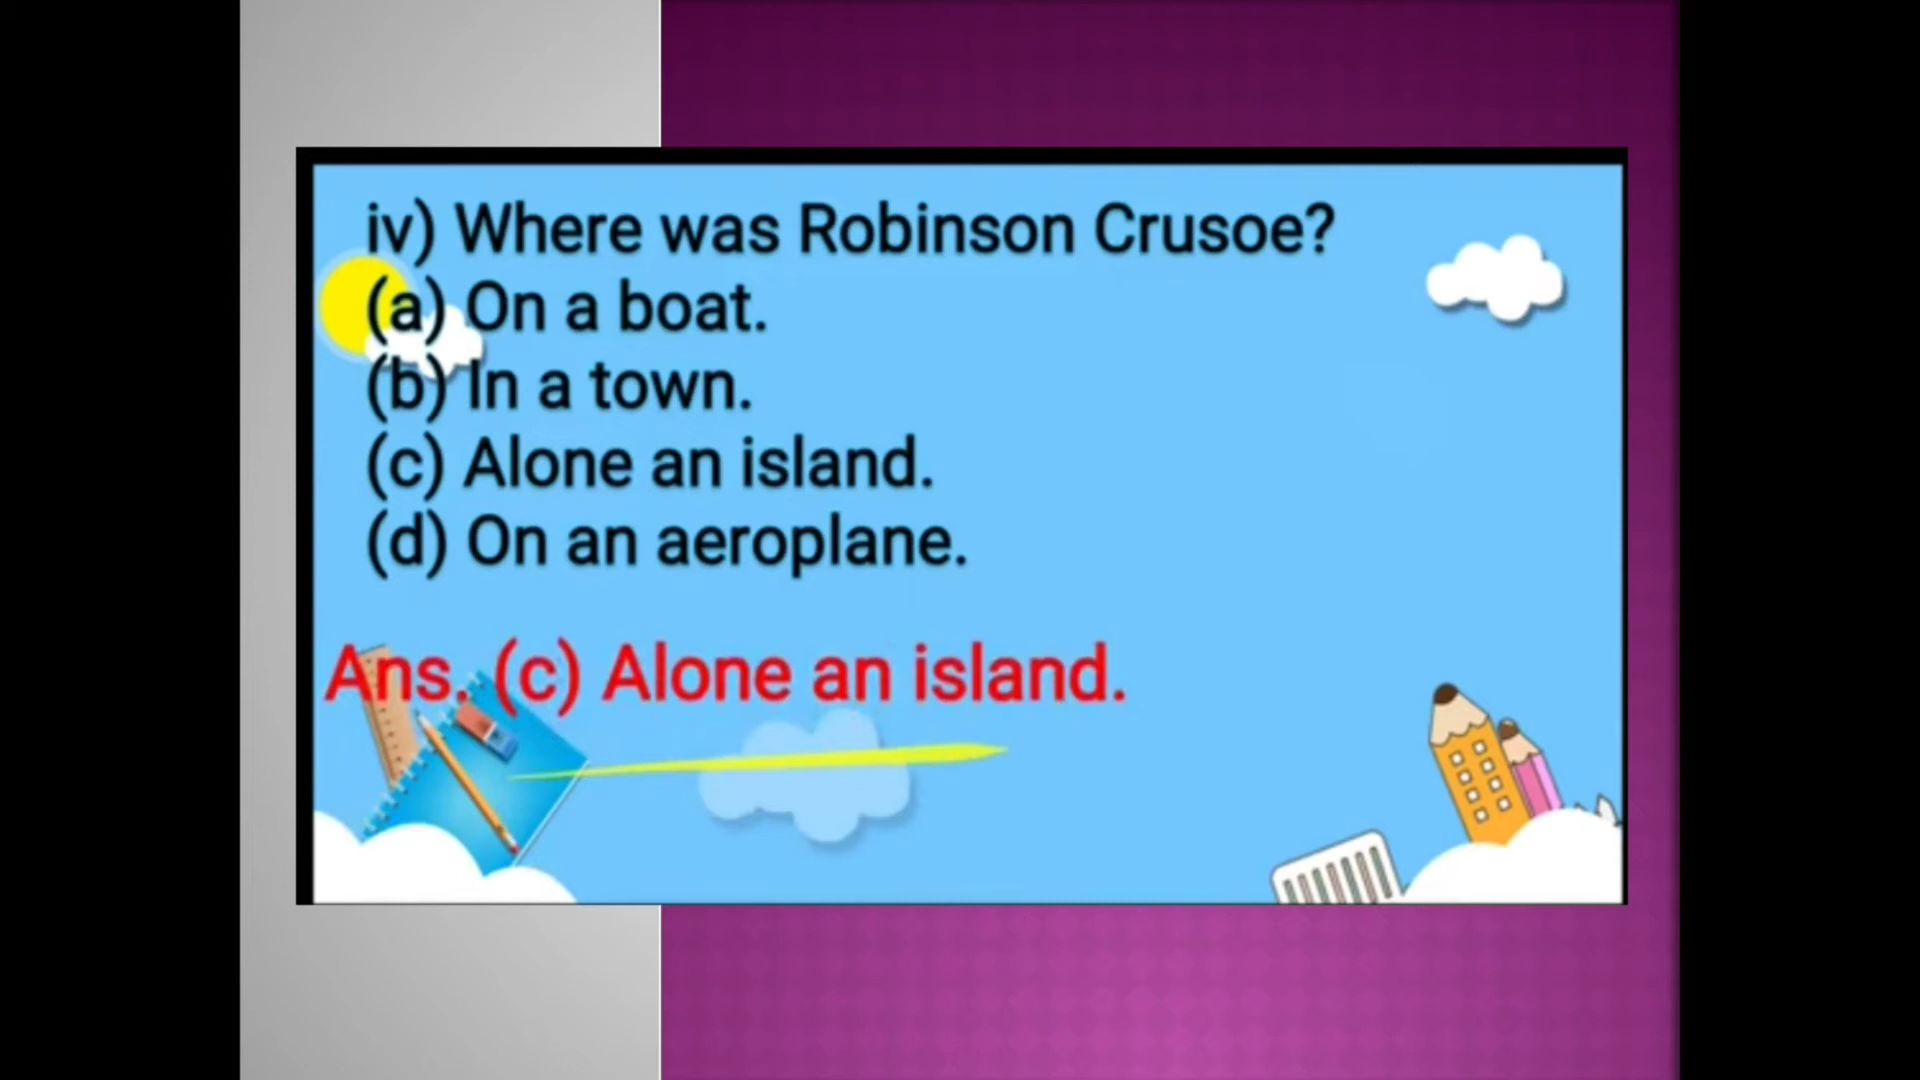 iv) Where was Robinson Crusoe?
(a) On a boat.
(b) In a town.
(c) Alone an island.
(d) On an aeroplane.
Ans. (c) Alone an island.